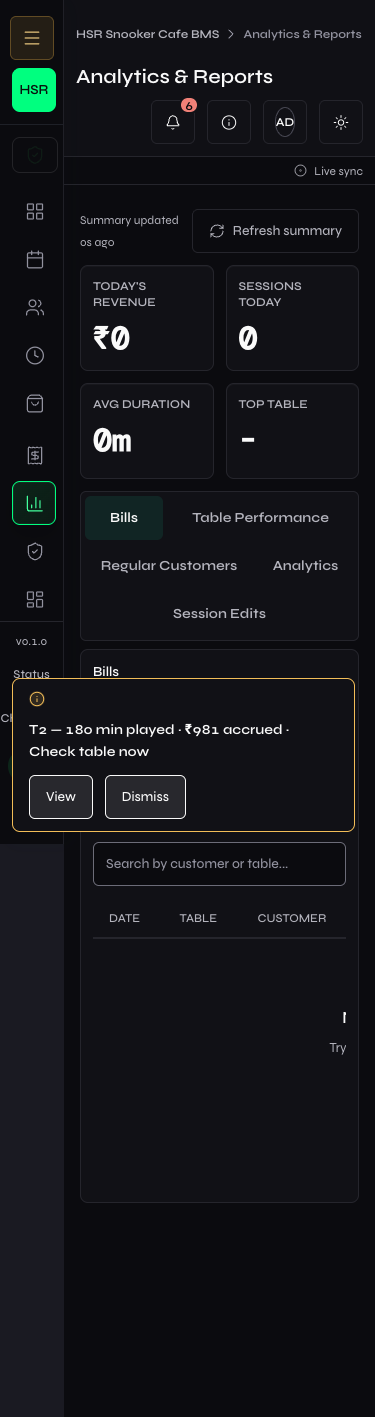 HSR Snooker Cafe BMS > Analytics & Reports
HSR
Analytics & Reports
6
AD
Live sync
Summary updated
0s ago
Refresh summary
TODAY'S
REVENUE
₹0
SESSIONS
TODAY
0
AVG DURATION
0m
TOP TABLE
-
Bills
Table Performance
Regular Customers
Analytics
Session Edits
v0.1.0
Status
Bills
T2 — 180 min played · ₹981 accrued ·
Check table now
View
Dismiss
Search by customer or table...
DATE
TABLE
CUSTOMER
Try